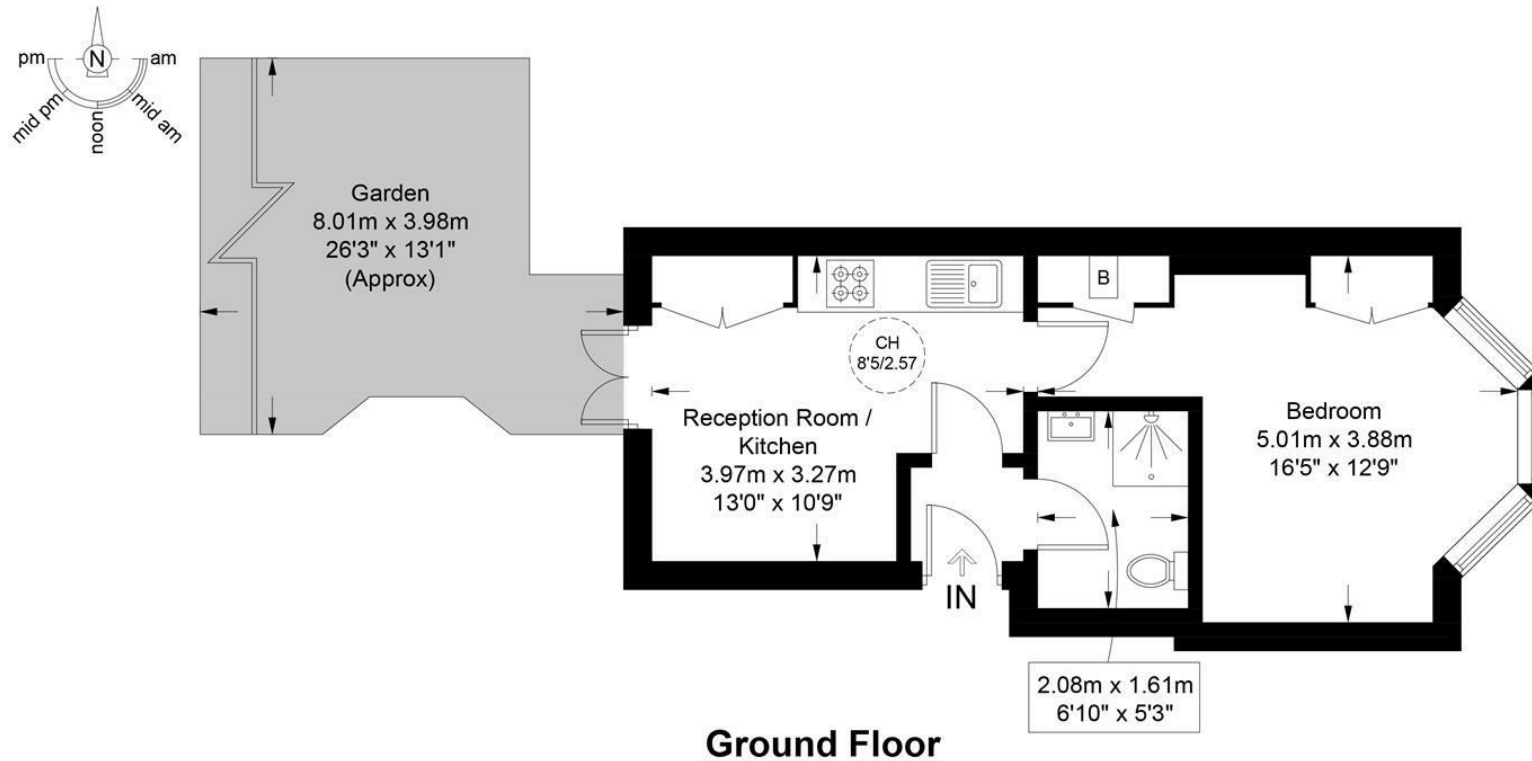 N
pm
am
mid pm
noon
mid am
Garden
8.01m x 3.98m
26'3" x 13'1"
(Approx)
B
CH
8'5/2.57
Reception Room /
Kitchen
3.97m x 3.27m
13'0" x 10'9"
Bedroom
5.01m x 3.88m
16'5" x 12'9"
IN
2.08m x 1.61m
6'10" x 5'3"
Ground Floor